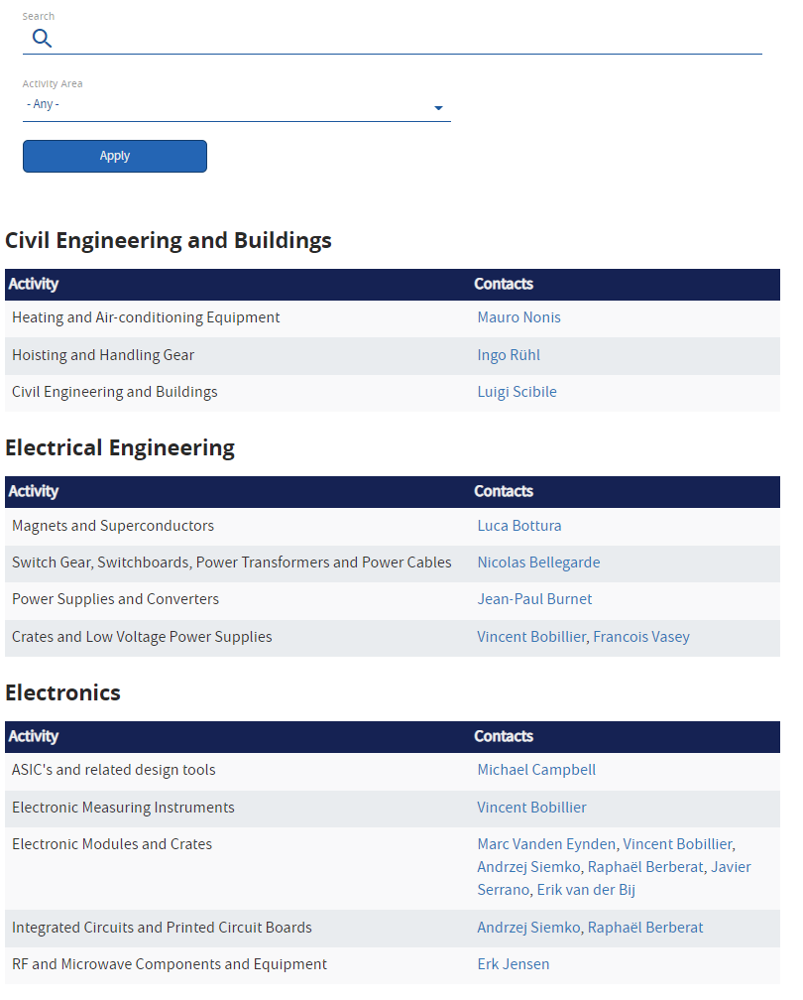 Search
Activity Area
- Any -
Apply
Civil Engineering and Buildings
Activity Contacts
Heating and Air-conditioning Equipment Mauro Nonis
Hoisting and Handling Gear Ingo Rühl
Civil Engineering and Buildings Luigi Scibile
Electrical Engineering
Activity Contacts
Magnets and Superconductors Luca Bottura
Switch Gear, Switchboards, Power Transformers and Power Cables Nicolas Bellegarde
Power Supplies and Converters Jean-Paul Burnet
Crates and Low Voltage Power Supplies Vincent Bobillier, Francois Vasey
Electronics
Activity Contacts
ASIC's and related design tools Michael Campbell
Electronic Measuring Instruments Vincent Bobillier
Electronic Modules and Crates Marc Vanden Eynden, Vincent Bobillier,
Andrzej Siemko, Raphaël Berberat, Javier
Serrano, Erik van der Bij
Integrated Circuits and Printed Circuit Boards Andrzej Siemko, Raphaël Berberat
RF and Microwave Components and Equipment Erk Jensen